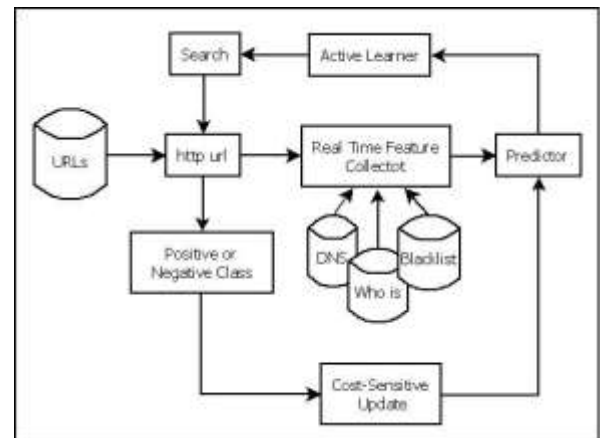 Search
Active Learner
URLs
http url
Real Time Feature
Collectot
Predictor
Positive or
Negative Class
DNS
Who is
Blacklist
Cost-Sensitive
Update